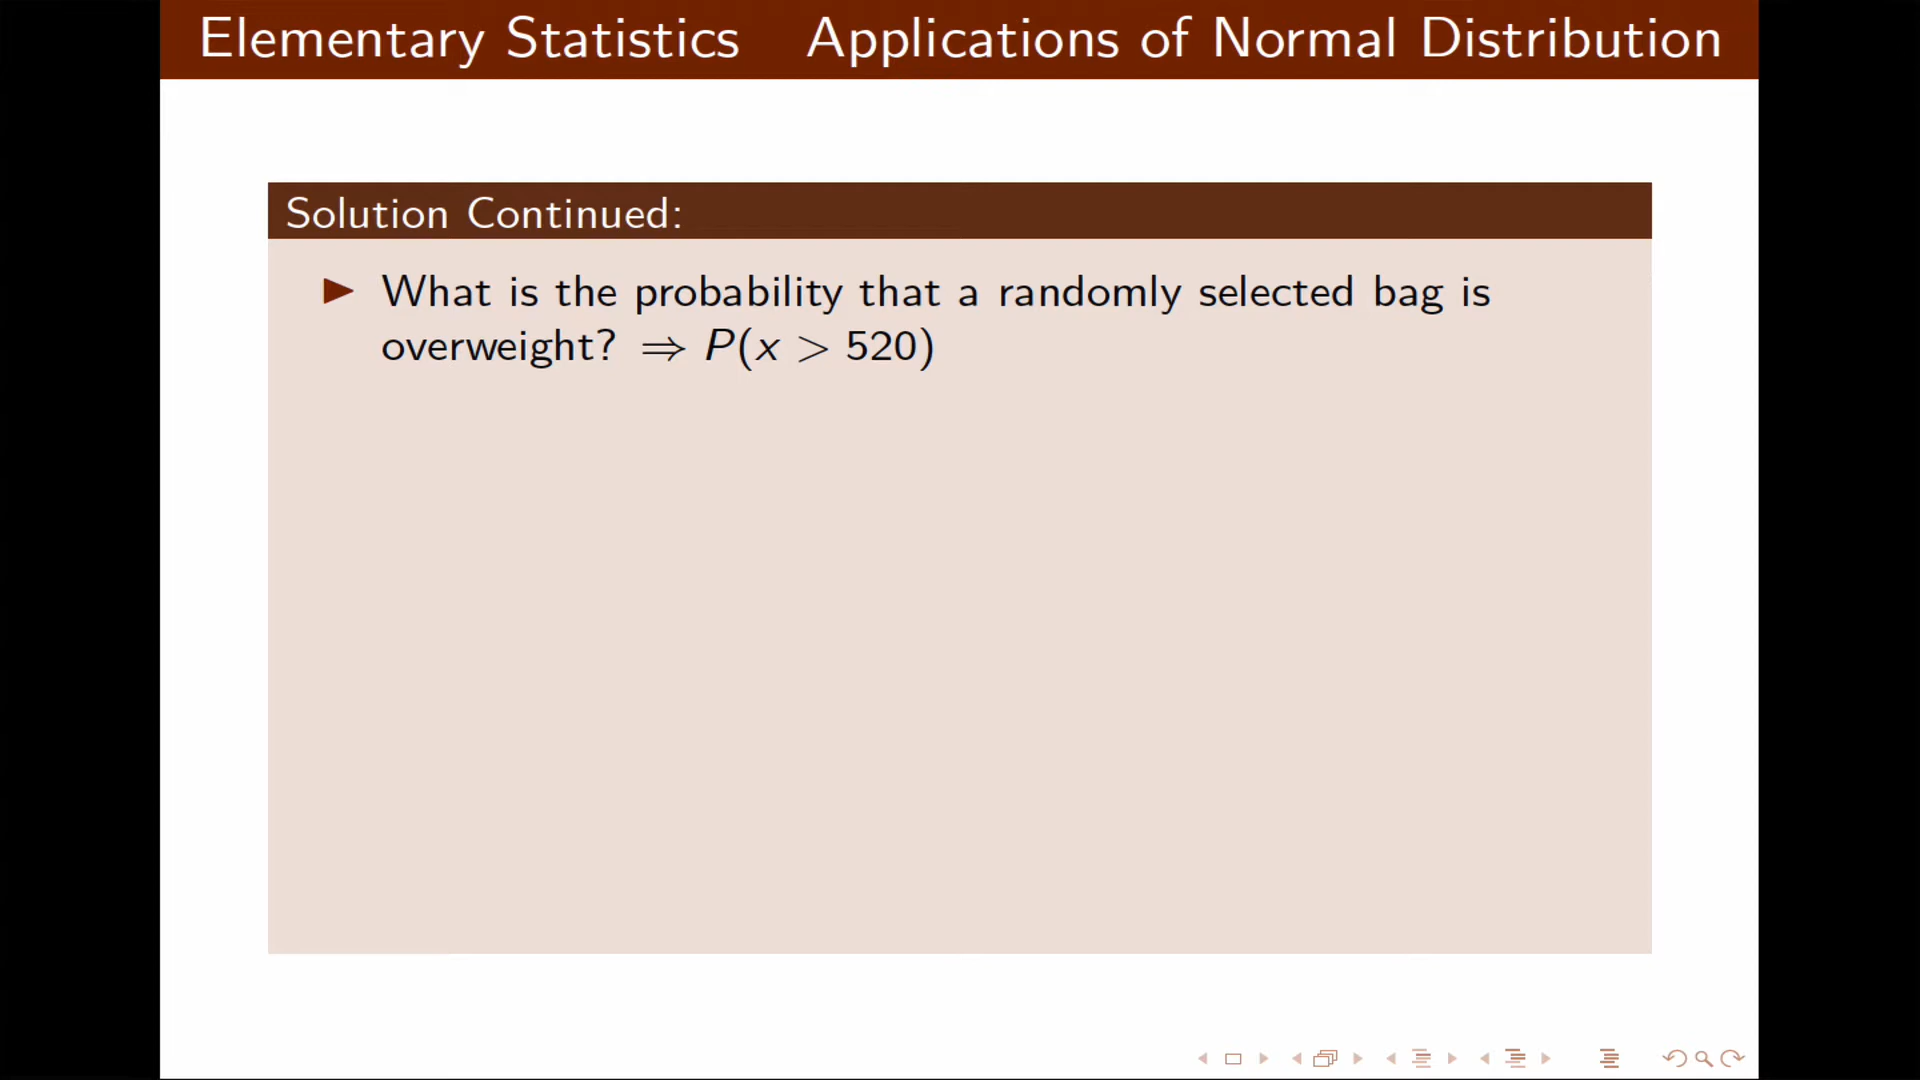 Elementary Statistics Applications of Normal Distribution
Solution Continued:
What is the probability that a randomly selected bag is
overweight? ⇒ P(x > 520)